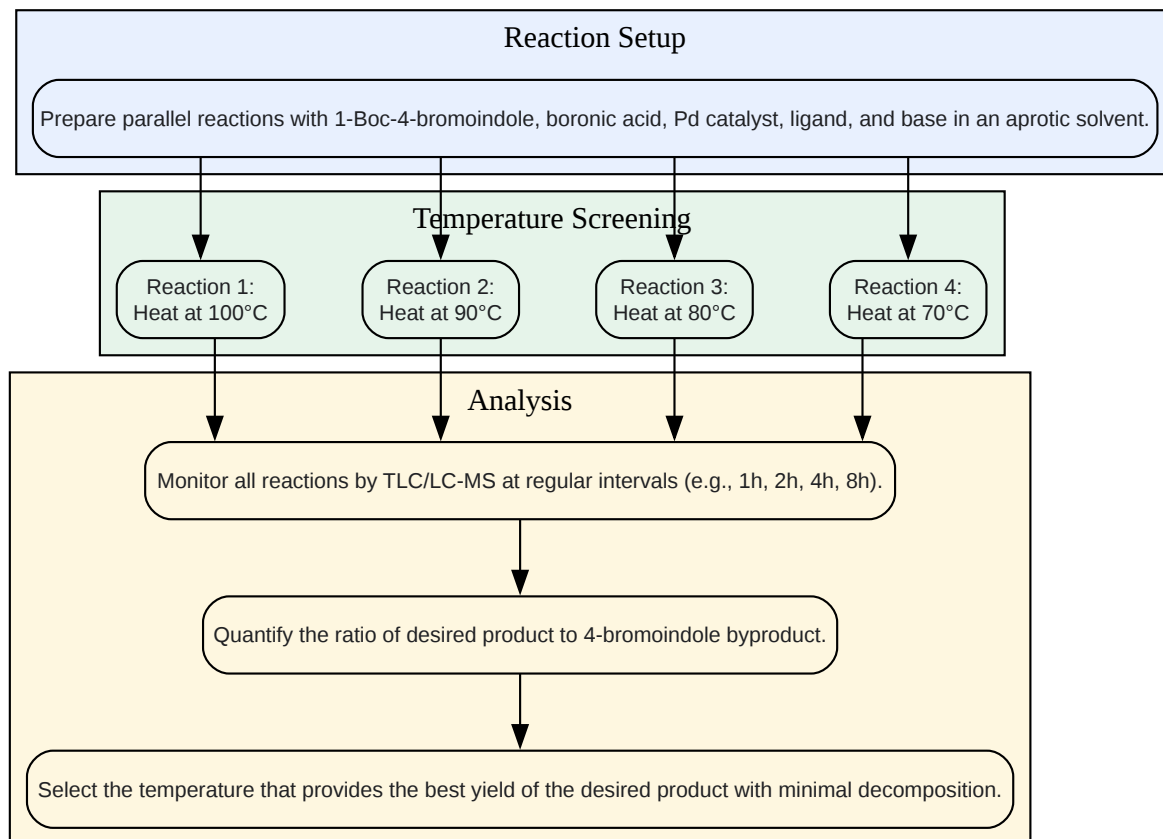 Reaction Setup
Prepare parallel reactions with 1-Boc-4-bromoindole, boronic acid, Pd catalyst, ligand, and base in an aprotic solvent.
Temperature Screening
Reaction 1:
Heat at 100°C
Reaction 2:
Heat at 90°C
Reaction 3:
Heat at 80°C
Reaction 4:
Heat at 70°C
Analysis
Monitor all reactions by TLC/LC-MS at regular intervals (e.g., 1h, 2h, 4h, 8h).
Quantify the ratio of desired product to 4-bromoindole byproduct.
Select the temperature that provides the best yield of the desired product with minimal decomposition.